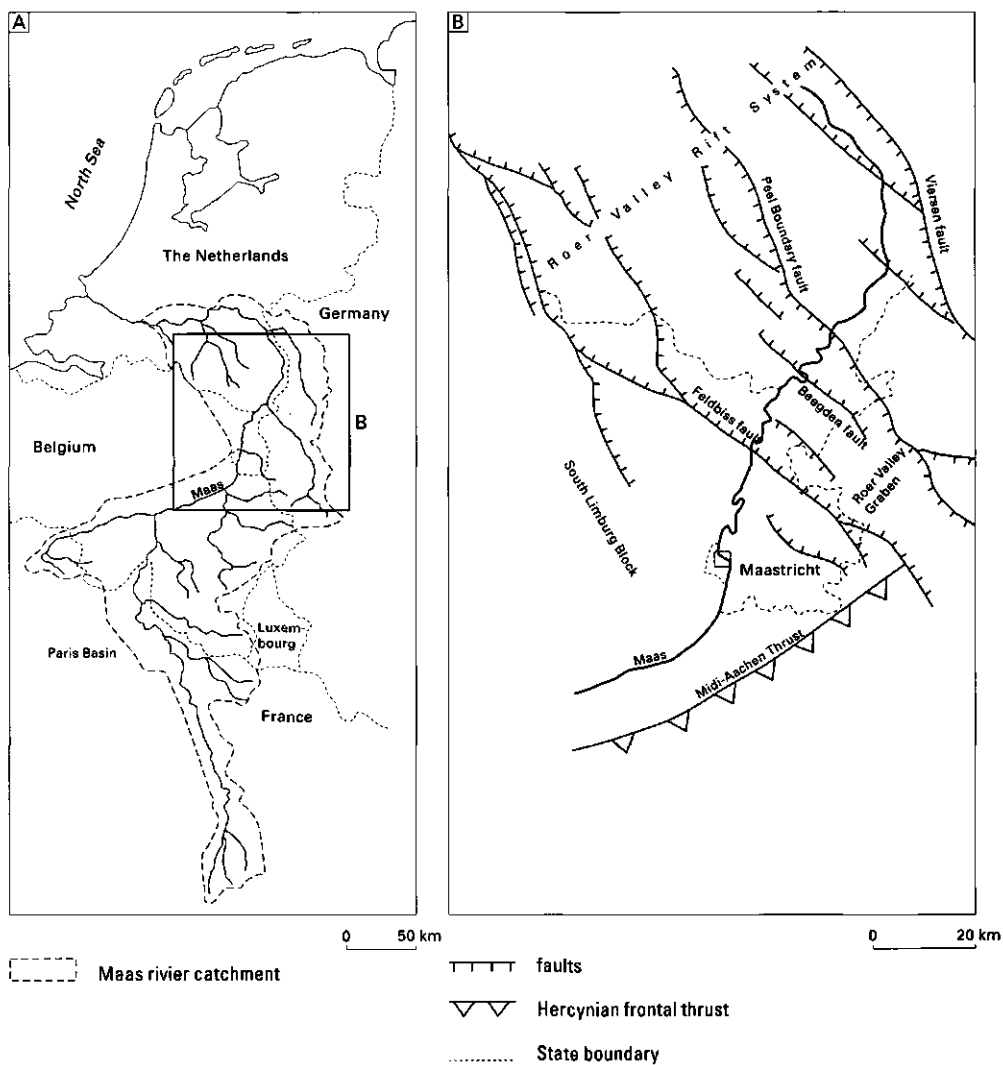 A
North Sea
The Netherlands
Germany
B
Belgium
Maas
Luxem-
bourg
Paris Basin
France
0 50 km
Maas rivier catchment
B
Roer Valley Rift System
Viersen fault
Peel Boundary fault
Feldbiss fault
Beegden fault
Roer Valley
Graben
South Limburg Block
Maastricht
Maas
Midi-Aachen Thrust
0 20 km
faults
Hercynian frontal thrust
State boundary